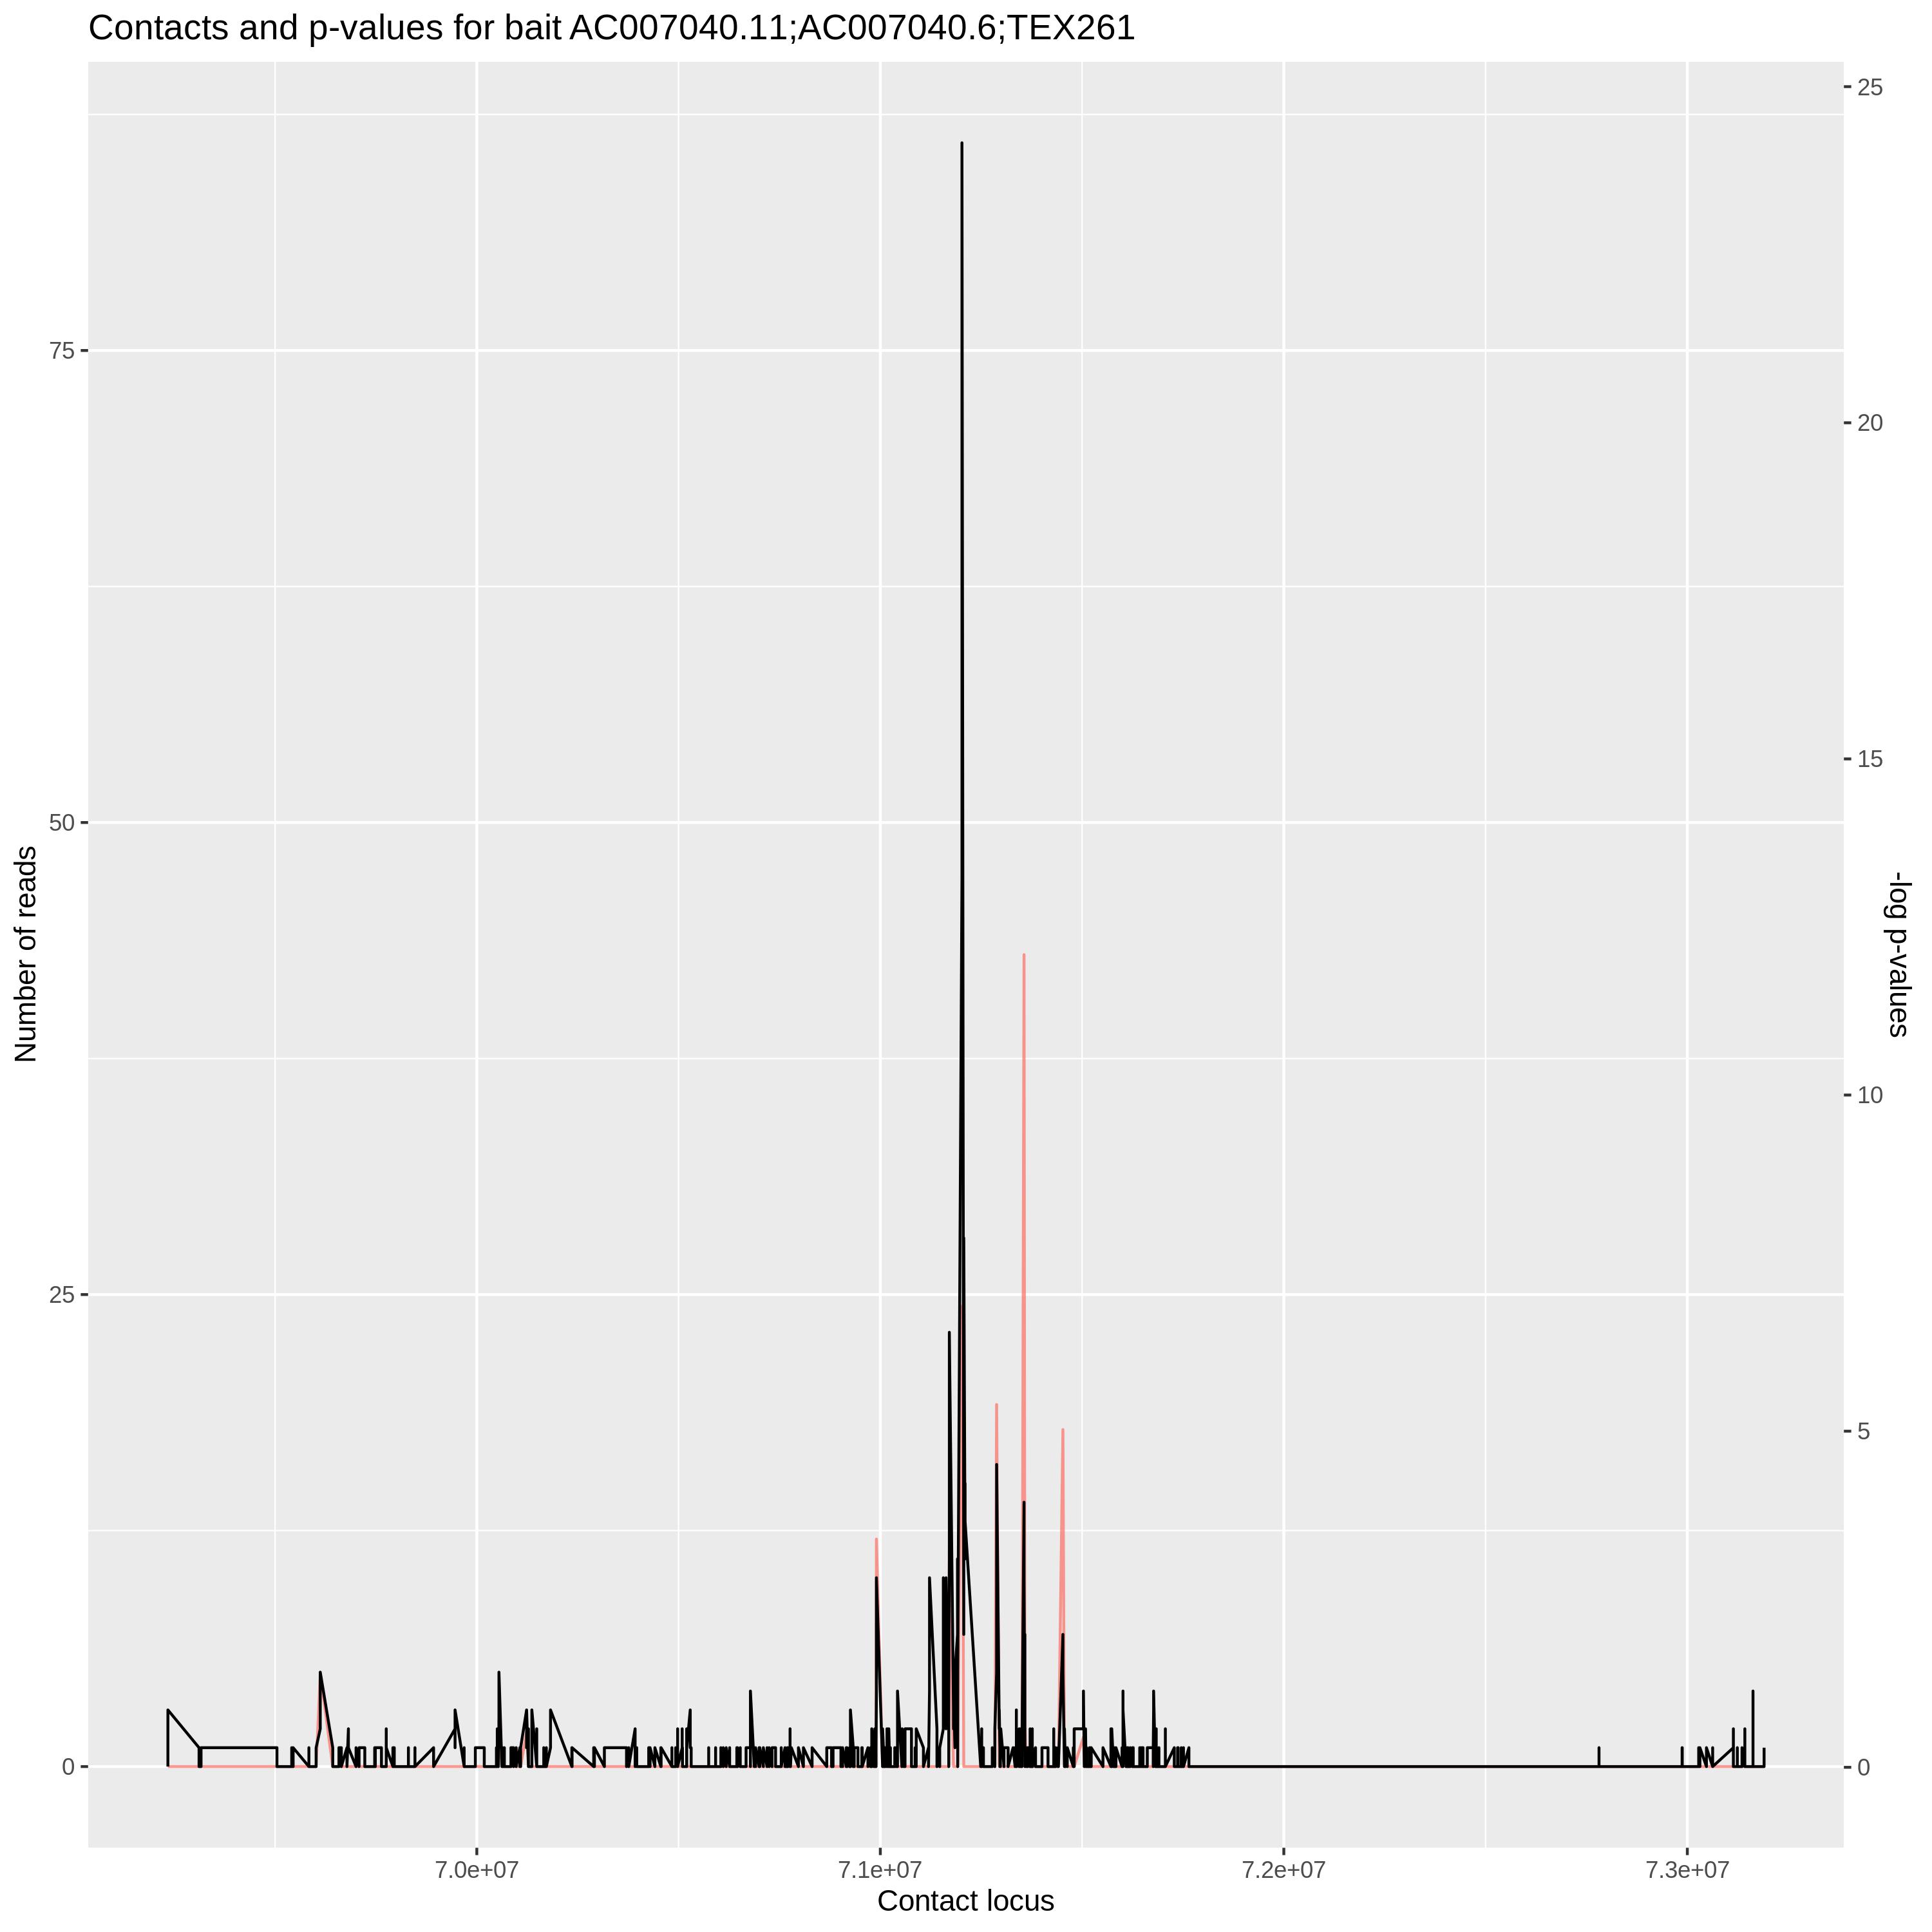 Contacts and p-values for bait AC007040.11;AC007040.6;TEX261
25
75
20
15
50
Number of reads
-log p-values
10
25
5
0
0
7.0e+07
7.1e+07
7.2e+07
7.3e+07
Contact locus